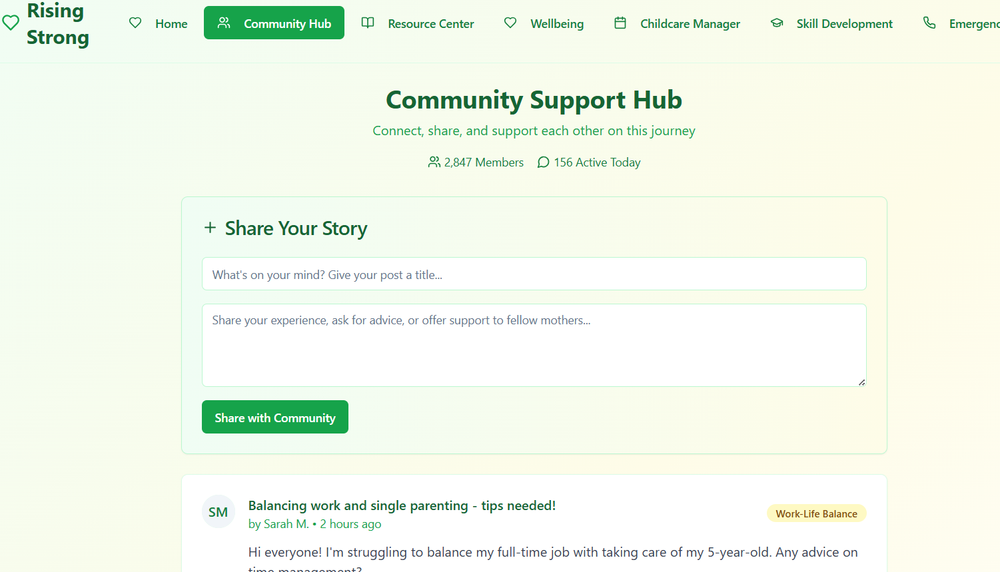 Rising
Strong
Home
Community Hub
Resource Center
Wellbeing
Childcare Manager
Skill Development
Emergenc
Community Support Hub
Connect, share, and support each other on this journey
2,847 Members
156 Active Today
+ Share Your Story
What's on your mind? Give your post a title...
Share your experience, ask for advice, or offer support to fellow mothers...
Share with Community
SM
Balancing work and single parenting - tips needed!
by Sarah M. • 2 hours ago
Work-Life Balance
Hi everyone! I'm struggling to balance my full-time job with taking care of my 5-year-old. Any advice on
time management?